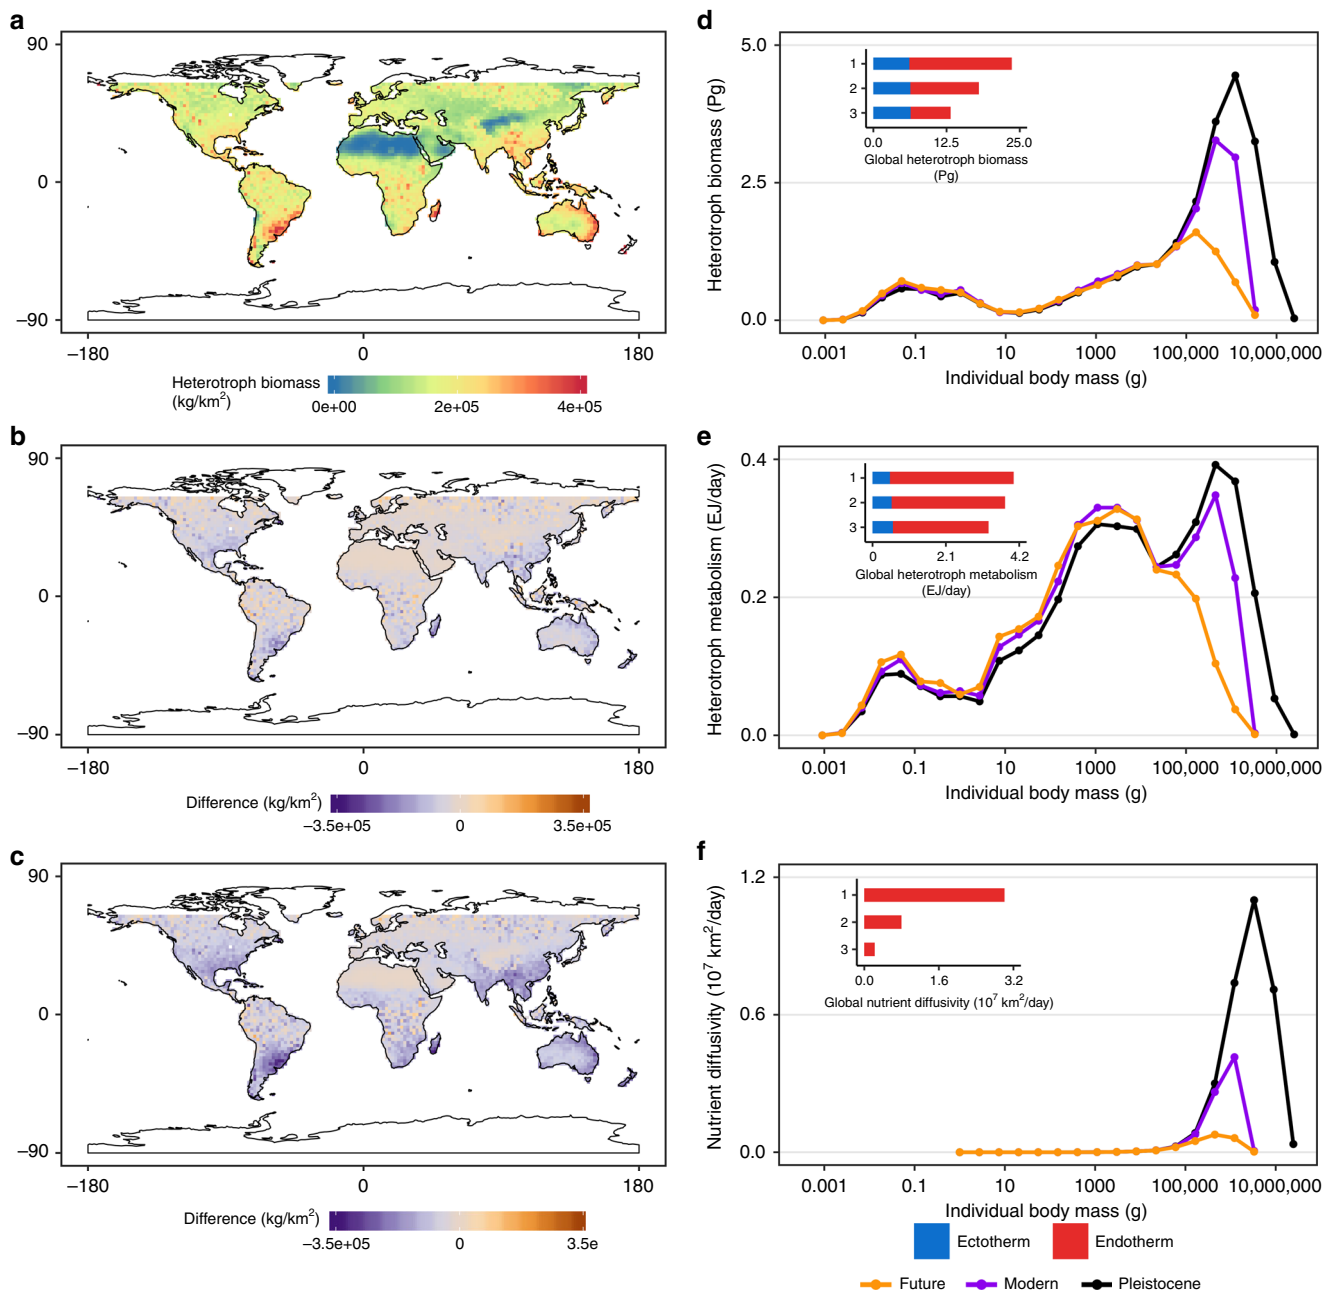 a
90
0
−90
−180
0
180
Heterotroph biomass
(kg/km²)
0e+00
2e+05
4e+05
b
90
0
−90
−180
0
180
Difference (kg/km²)
−3.5e+05
0
3.5e+05
c
90
0
−90
−180
0
180
Difference (kg/km²)
−3.5e+05
0
3.5e
d
Heterotroph biomass (Pg)
5.0
2.5
0.0
1
2
3
0.0
12.5
25.0
Global heterotroph biomass
(Pg)
0.001
0.1
10
1000
100,000
10,000,000
Individual body mass (g)
e
Heterotroph metabolism (EJ/day)
0.4
0.2
0.0
1
2
3
0
2.1
4.2
Global heterotroph metabolism
(EJ/day)
0.001
0.1
10
1000
100,000
10,000,000
Individual body mass (g)
f
Nutrient diffusivity (10⁷ km²/day)
1.2
0.6
0.0
1
2
3
0.0
1.6
3.2
Global nutrient diffusivity (10⁷ km²/day)
0.001
0.1
10
1000
100,000
10,000,000
Individual body mass (g)
Ectotherm
Endotherm
Future
Modern
Pleistocene